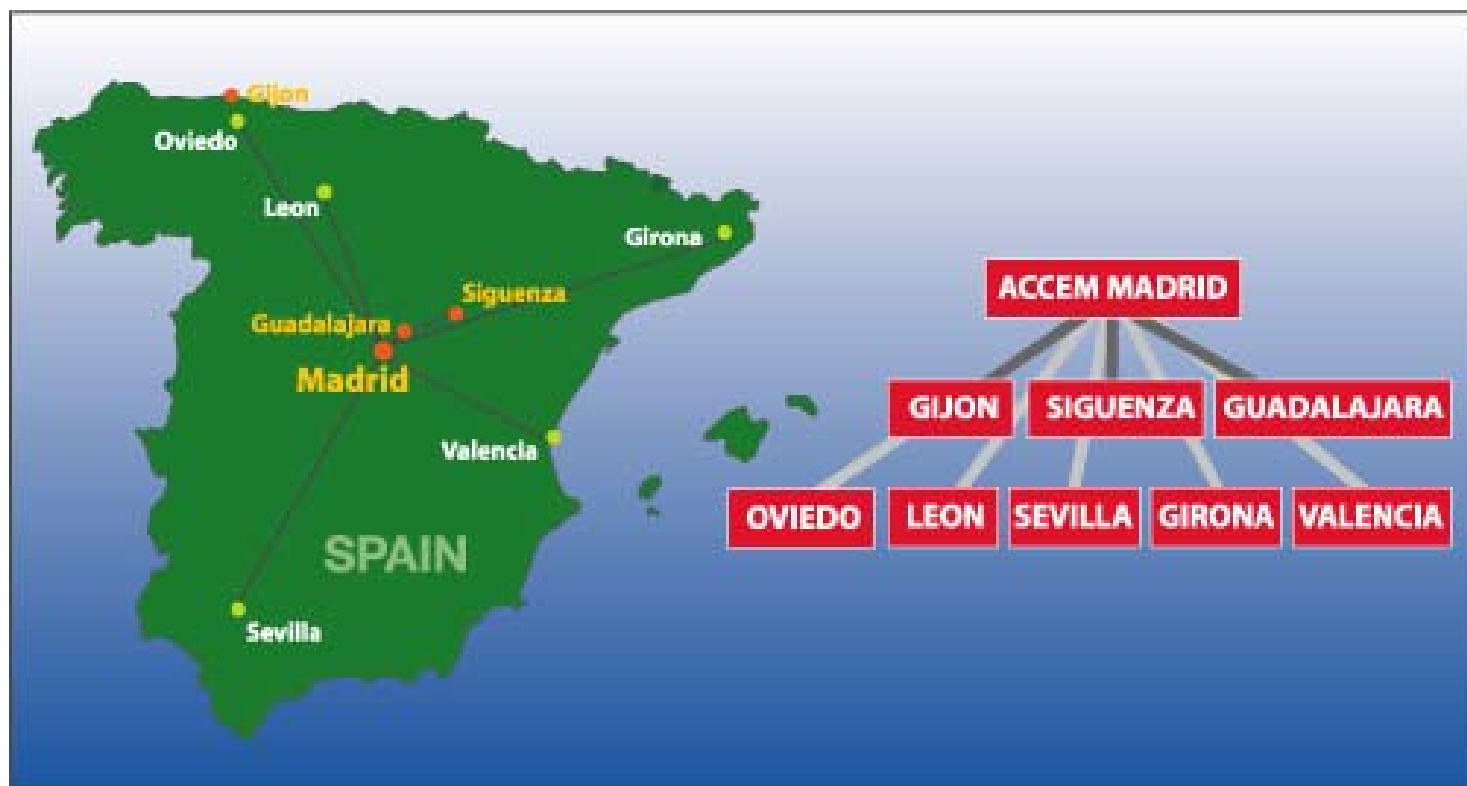 Gijon
Oviedo
Leon
Girona
Siguenza
Guadalajara
Madrid
Valencia
SPAIN
Sevilla
ACCEM MADRID
GIJON SIGUENZA GUADALAJARA
OVIEDO LEON SEVILLA GIRONA VALENCIA